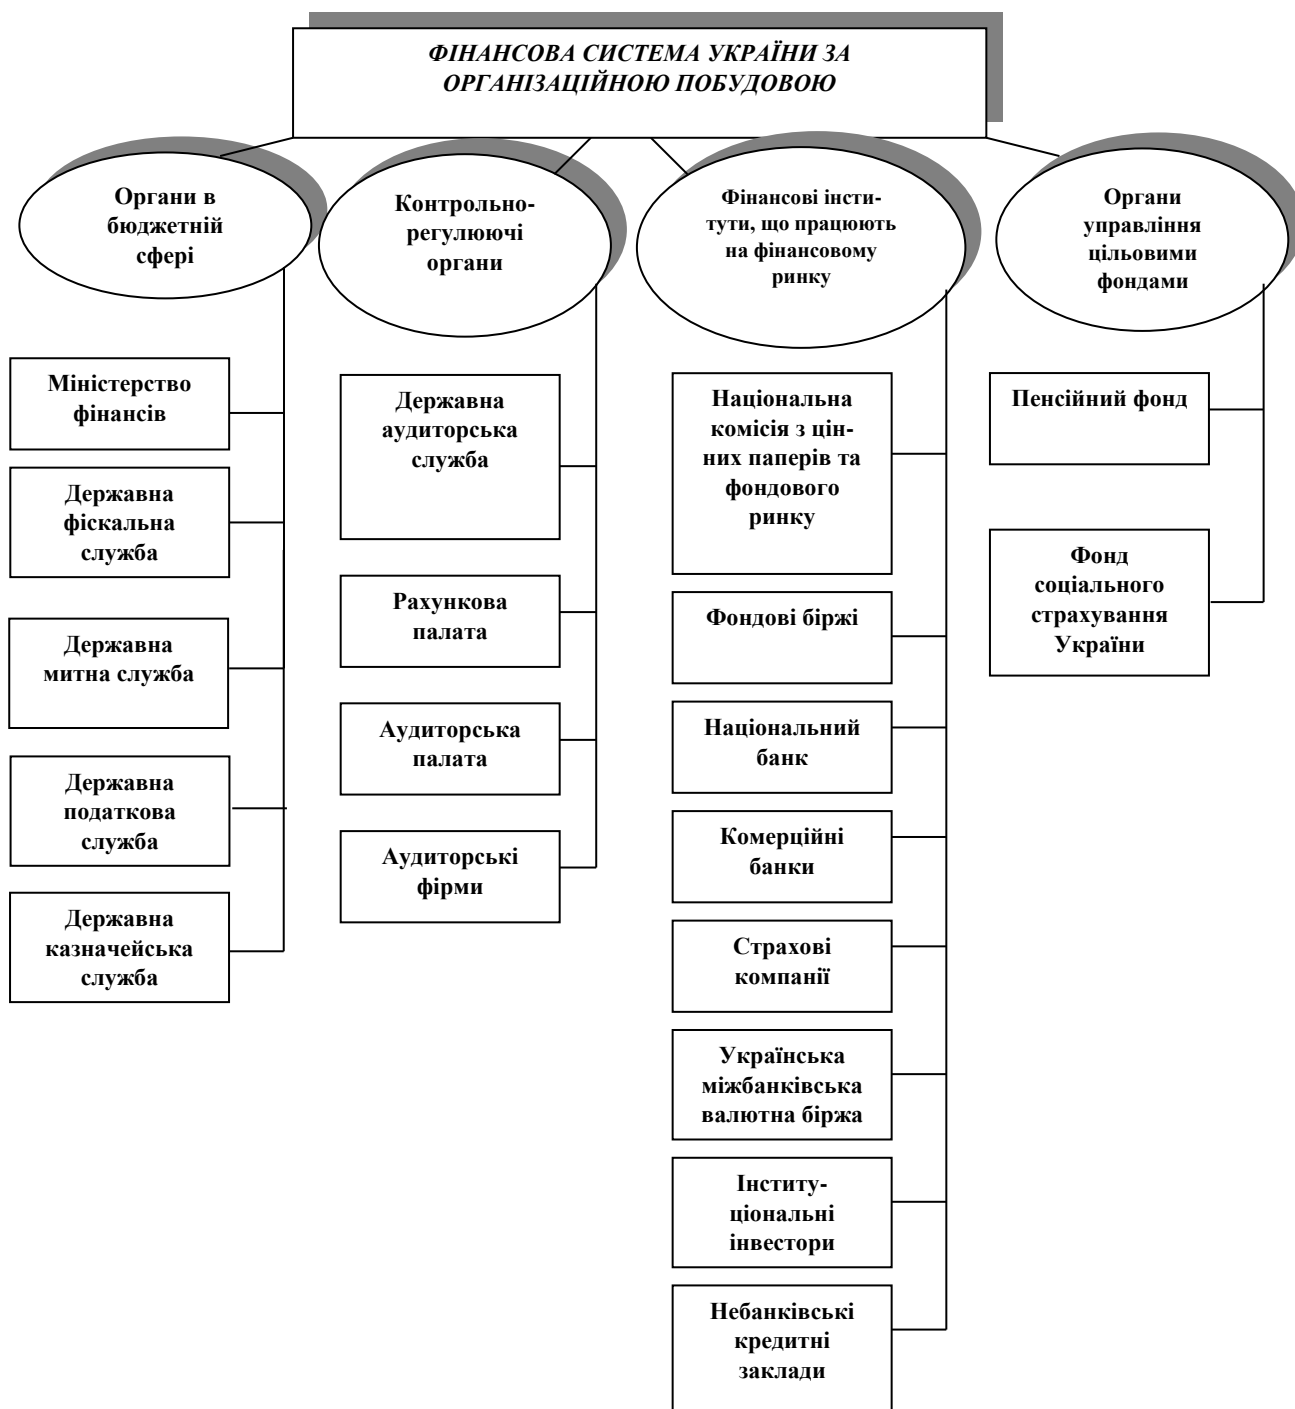 ФІНАНСОВА СИСТЕМА УКРАЇНИ ЗА
ОРГАНІЗАЦІЙНОЮ ПОБУДОВОЮ
Органи в
бюджетній
сфері
Міністерство
фінансів
Державна
фіскальна
служба
Державна
митна служба
Державна
податкова
служба
Державна
казначейська
служба
Контрольно-
регулюючі
органи
Державна
аудиторська
служба
Рахункова
палата
Аудиторська
палата
Аудиторські
фірми
Фінансові інсти-
тути, що працюють
на фінансовому
ринку
Національна
комісія з цін-
них паперів та
фондового
ринку
Фондові біржі
Національний
банк
Комерційні
банки
Страхові
компанії
Українська
міжбанківська
валютна біржа
Інститу-
ціональні
інвестори
Небанківські
кредитні
заклади
Органи
управління
цільовими
фондами
Пенсійний фонд
Фонд
соціального
страхування
України